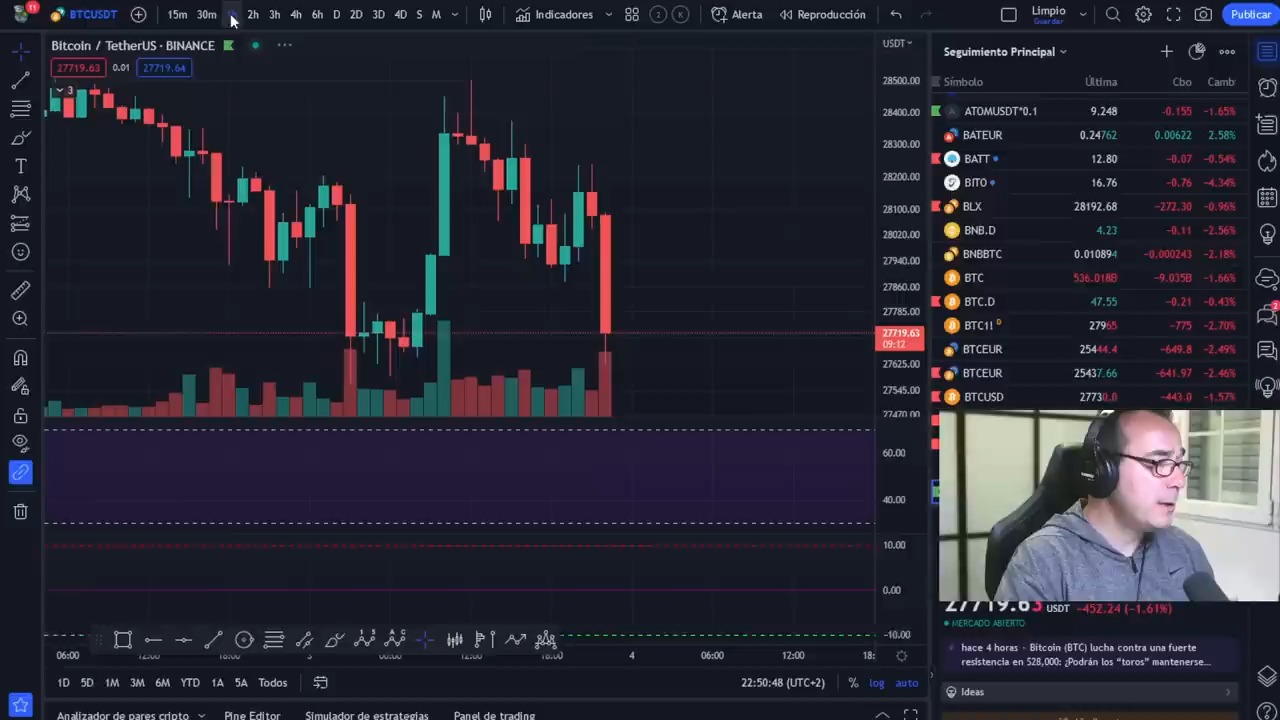 11
BTCUSDT
15m 30m 2h 3h 4h 6h D 2D 3D 4D S M
Indicadores
Alerta
Reproducción
Limpio
Guardar
Publicar
Bitcoin / TetherUS · BINANCE
27719.63 0.01 27719.64
3
USDT
28500.00
28400.00
28300.00
28200.00
28100.00
28020.00
27940.00
27860.00
27785.00
27719.63
09:12
27625.00
27545.00
27470.00
60.00
40.00
10.00
0.00
-10.00
06:00 12:00 18:00 3 06:00 12:00 18:00 4 06:00 12:00 18:
1D 5D 1M 3M 6M YTD 1A 5A Todos
22:50:48 (UTC+2) % log auto
Analizador de pares cripto Pine Editor Simulador de estrategias Panel de trading
Seguimiento Principal
Símbolo Última Cbo Camb
ATOMUSDT*0.1 9.248 -0.155 -1.65%
BATEUR 0.24762 0.00622 2.58%
BATT 12.80 -0.07 -0.54%
BITO 16.76 -0.76 -4.34%
BLX 28192.68 -272.30 -0.96%
BNB.D 4.23 -0.11 -2.56%
BNBBTC 0.010894 -0.000243 -2.18%
BTC 536.018B -9.035B -1.66%
BTC.D 47.55 -0.21 -0.43%
BTC1! D 27965 -775 -2.70%
BTCEUR 25444.4 -649.8 -2.49%
BTCEUR 25437.66 -641.97 -2.46%
BTCUSD 27730.0 -443.0 -1.57%
27719.63 USDT -452.24 (-1.61%)
MERCADO ABIERTO
hace 4 horas · Bitcoin (BTC) lucha contra una fuerte
resistencia en $28,000: ¿Podrán los "toros" mantenerse...
Ideas
2